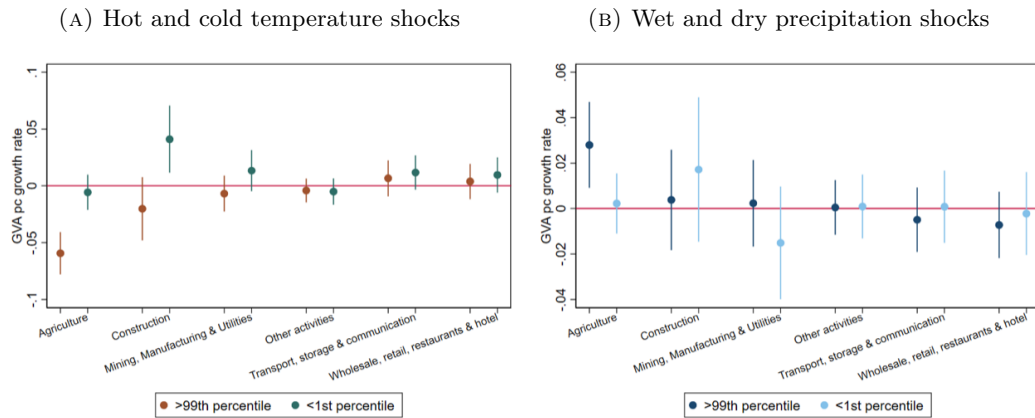 (A) Hot and cold temperature shocks
.1
.05
0
-.05
-.1
GVA pc growth rate
Agriculture
Construction
Mining, Manufacturing & Utilities
Other activities
Transport, storage & communication
Wholesale, retail, restaurants & hotel
>99th percentile
<1st percentile
(B) Wet and dry precipitation shocks
.06
.04
.02
0
-.02
-.04
GVA pc growth rate
Agriculture
Construction
Mining, Manufacturing & Utilities
Other activities
Transport, storage & communication
Wholesale, retail, restaurants & hotel
>99th percentile
<1st percentile